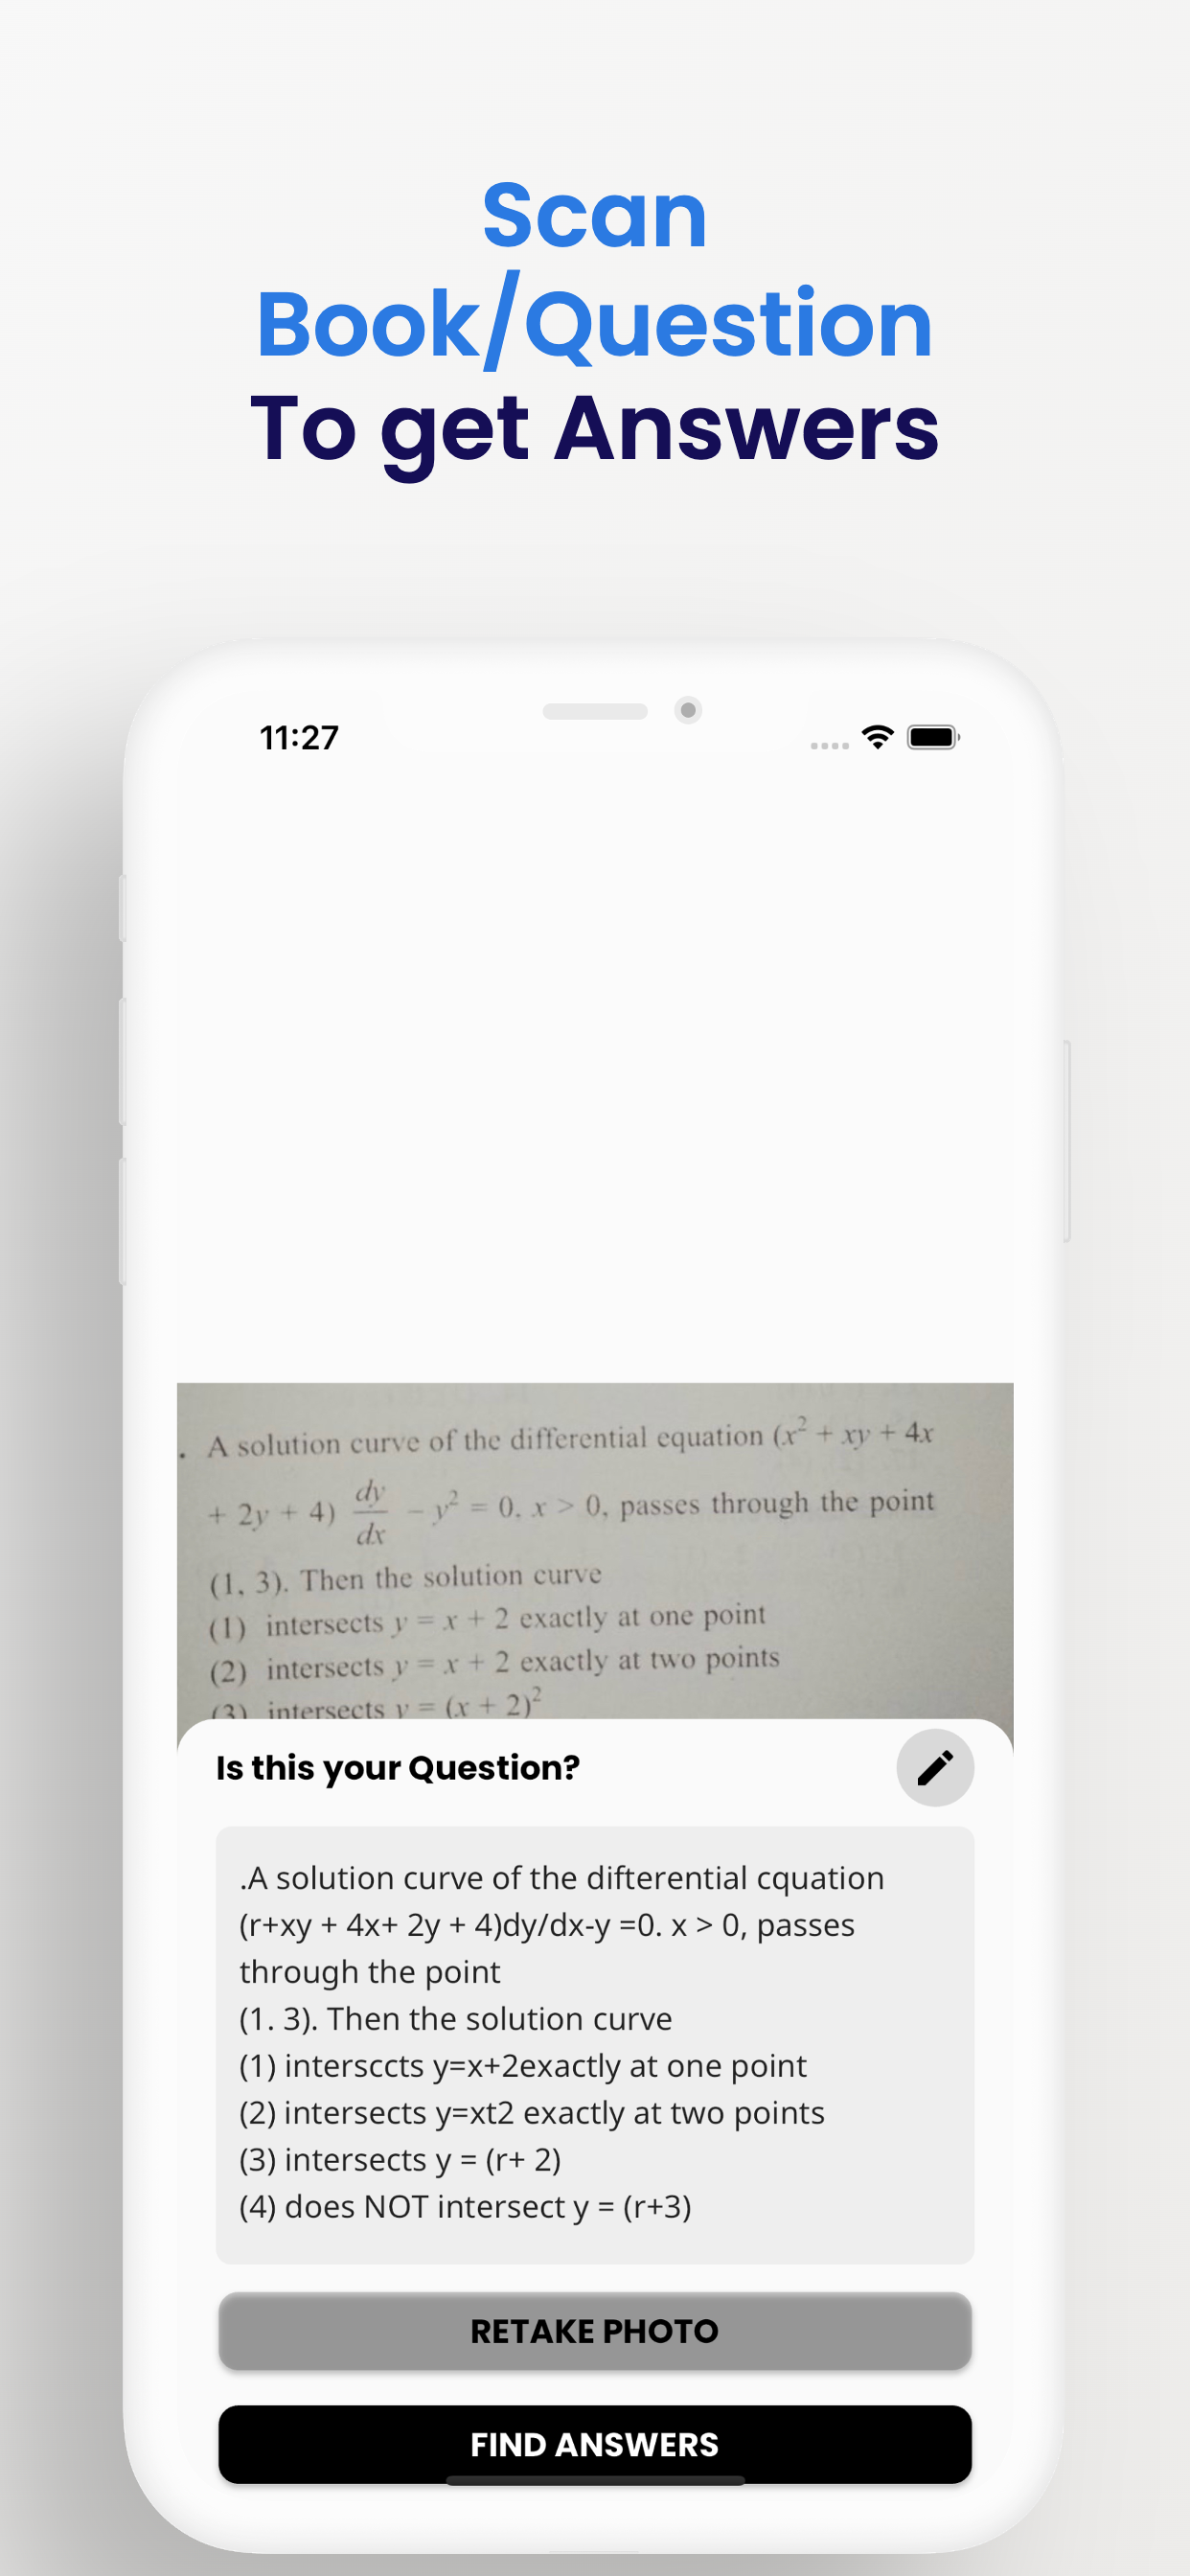 Scan
Book/Question
To get Answers
11:27
. A solution curve of the differential equation (x² + xy + 4x
+ 2y + 4) dy/dx − y² = 0, x > 0, passes through the point
(1, 3). Then the solution curve
(1) intersects y = x + 2 exactly at one point
(2) intersects y = x + 2 exactly at two points
(3) intersects y = (x + 2)²
Is this your Question?
.A solution curve of the difterential cquation
(r+xy + 4x+ 2y + 4)dy/dx-y =0. x > 0, passes
through the point
(1. 3). Then the solution curve
(1) intersccts y=x+2exactly at one point
(2) intersects y=xt2 exactly at two points
(3) intersects y = (r+ 2)
(4) does NOT intersect y = (r+3)
RETAKE PHOTO
FIND ANSWERS